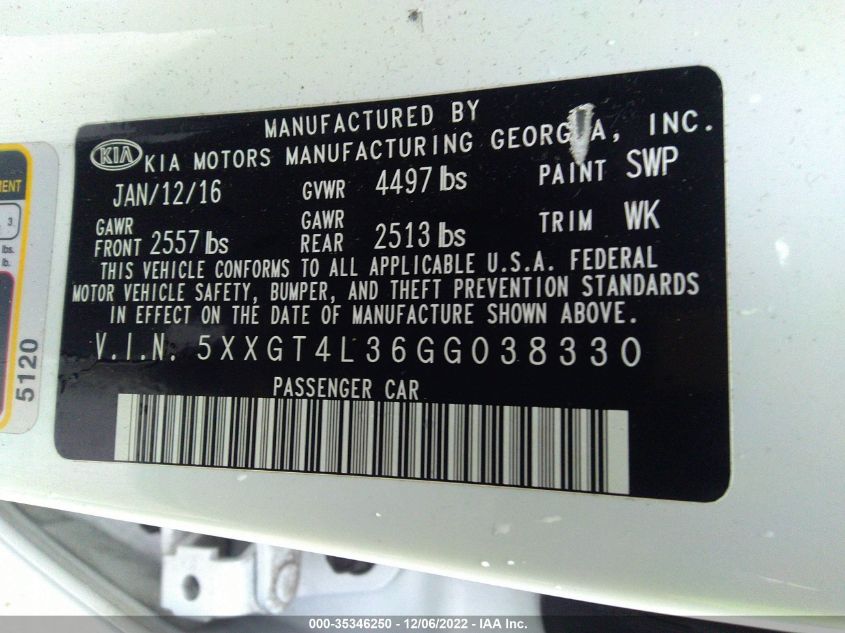 MANUFACTURED BY
KIA KIA MOTORS MANUFACTURING GEORGIA, INC.
JAN/12/16 GVWR 4497 lbs PAINT SWP
GAWR FRONT 2557 lbs GAWR REAR 2513 lbs TRIM WK
THIS VEHICLE CONFORMS TO ALL APPLICABLE U.S.A. FEDERAL
MOTOR VEHICLE SAFETY, BUMPER, AND THEFT PREVENTION STANDARDS
IN EFFECT ON THE DATE OF MANUFACTURE SHOWN ABOVE.
V.I.N. 5XXGT4L36GG038330
PASSENGER CAR
3
lbs.
lb.
5120
000-35346250 - 12/06/2022 - IAA Inc.